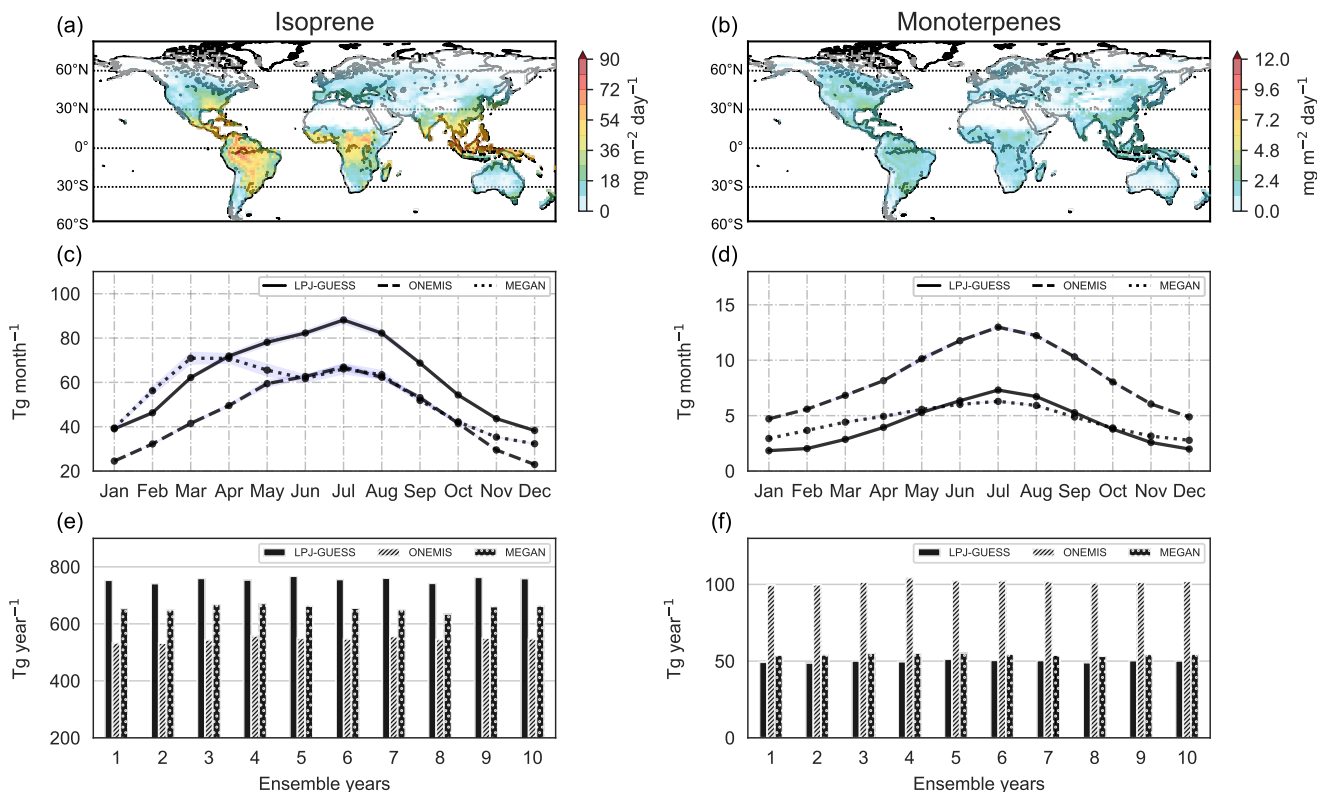 (a) Isoprene
60°N
30°N
0°
30°S
60°S
90
72
54
36
18
0
mg m⁻² day⁻¹
(b) Monoterpenes
60°N
30°N
0°
30°S
60°S
12.0
9.6
7.2
4.8
2.4
0.0
mg m⁻² day⁻¹
(c)
LPJ-GUESS ONEMIS MEGAN
100
80
60
40
20
Tg month⁻¹
Jan Feb Mar Apr May Jun Jul Aug Sep Oct Nov Dec
(d)
LPJ-GUESS ONEMIS MEGAN
15
10
5
0
Tg month⁻¹
Jan Feb Mar Apr May Jun Jul Aug Sep Oct Nov Dec
(e)
LPJ-GUESS ONEMIS MEGAN
800
600
400
200
Tg year⁻¹
1 2 3 4 5 6 7 8 9 10
Ensemble years
(f)
LPJ-GUESS ONEMIS MEGAN
100
50
0
Tg year⁻¹
1 2 3 4 5 6 7 8 9 10
Ensemble years